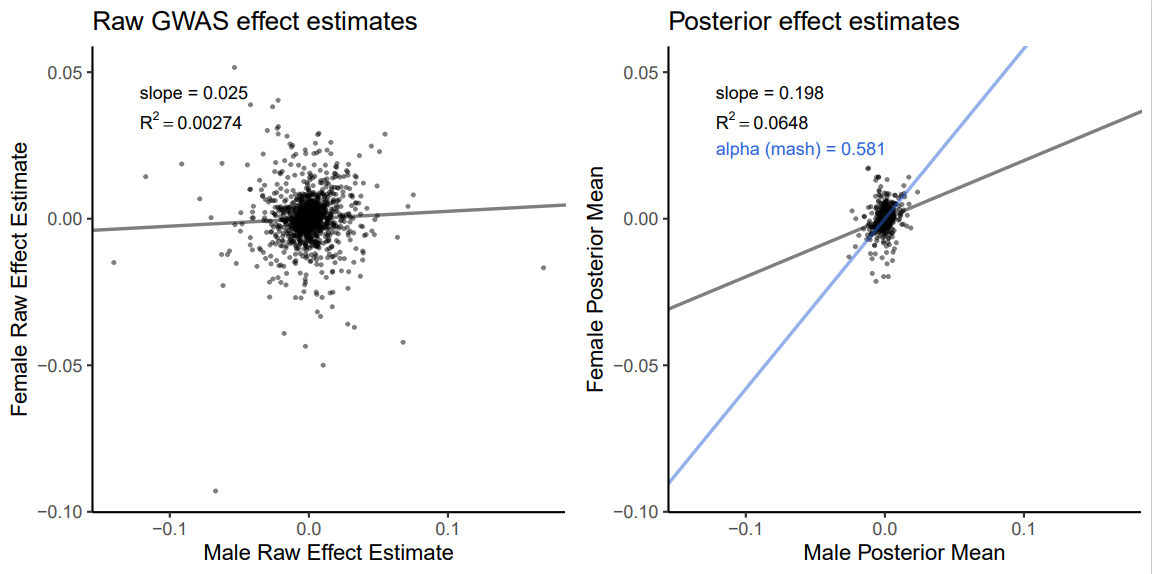 Raw GWAS effect estimates
slope = 0.025
R² = 0.00274
0.05
0.00
−0.05
−0.10
Female Raw Effect Estimate
−0.1
0.0
0.1
Male Raw Effect Estimate
Posterior effect estimates
slope = 0.198
R² = 0.0648
alpha (mash) = 0.581
0.05
0.00
−0.05
−0.10
Female Posterior Mean
−0.1
0.0
0.1
Male Posterior Mean